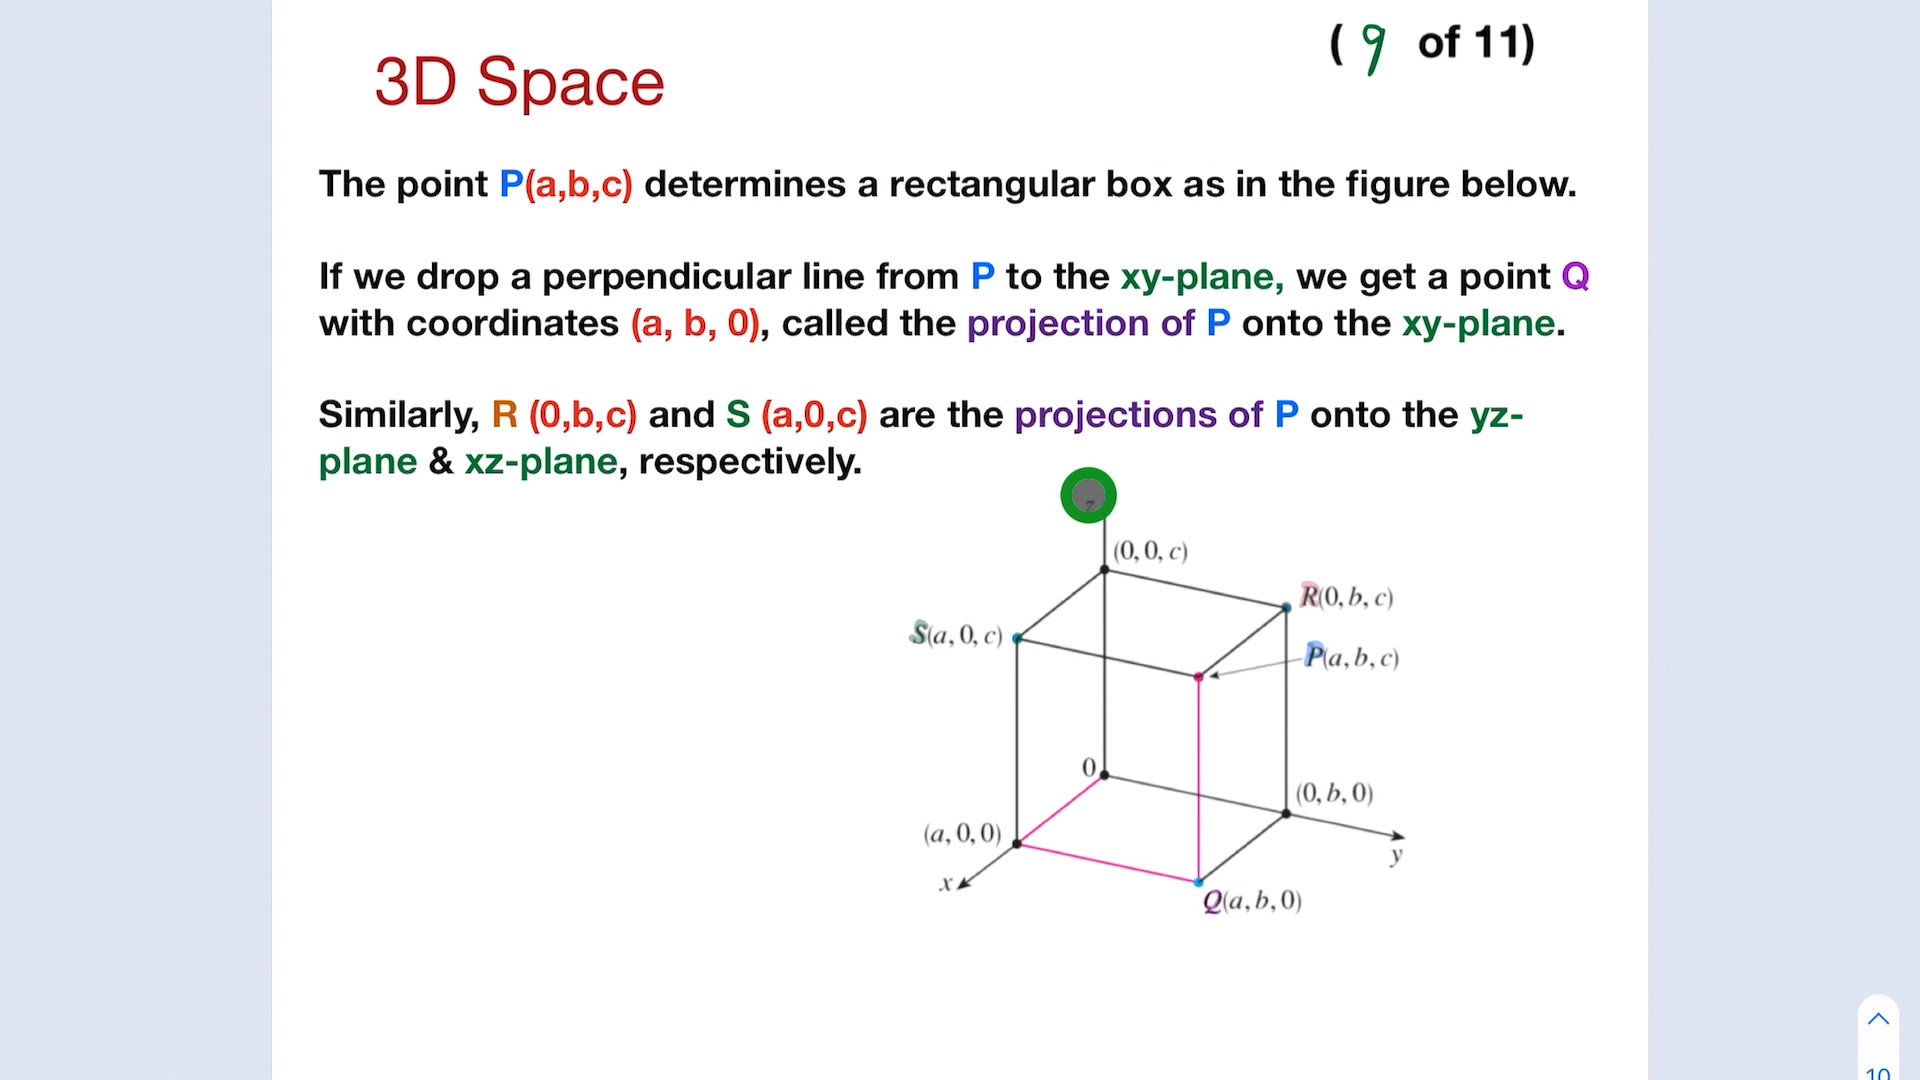 ( 9 of 11)
3D Space
The point P(a,b,c) determines a rectangular box as in the figure below.
If we drop a perpendicular line from P to the xy-plane, we get a point Q
with coordinates (a, b, 0), called the projection of P onto the xy-plane.
Similarly, R (0,b,c) and S (a,0,c) are the projections of P onto the yz-
plane & xz-plane, respectively.
z
(0, 0, c)
R(0, b, c)
S(a, 0, c)
P(a, b, c)
0
(0, b, 0)
(a, 0, 0)
y
x
Q(a, b, 0)
10